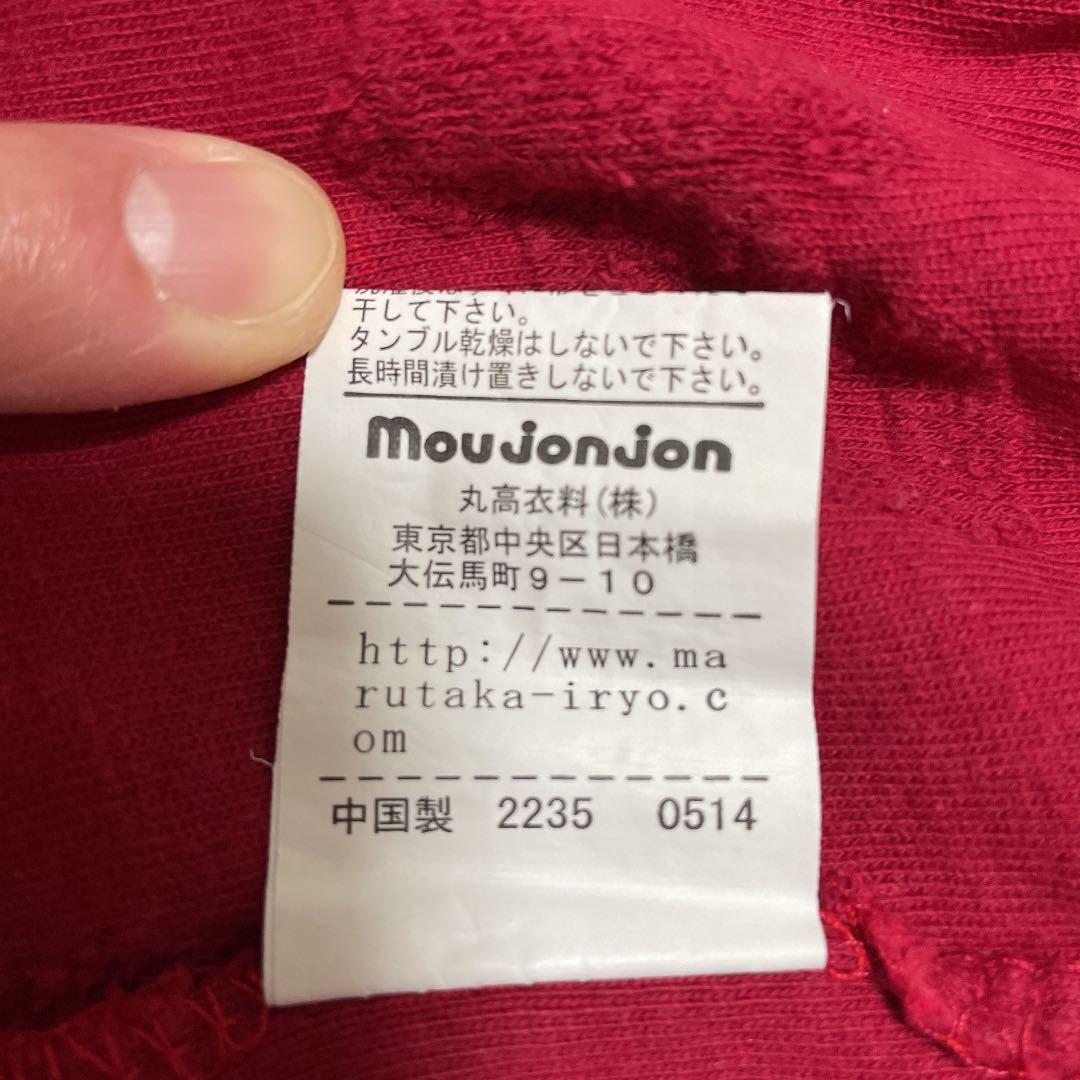 干して下さい。
タンブル乾燥はしないで下さい。
長時間漬け置きしないで下さい。
moujonjon
丸高衣料(株)
東京都中央区日本橋
大伝馬町9-10
http://www.ma
rutaka-iryo.c
om
中国製 2235 0514